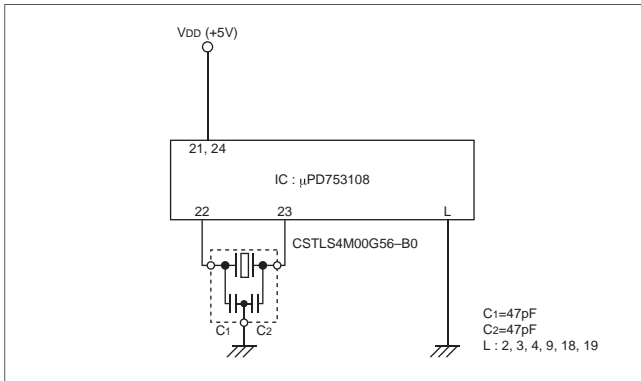 VDD (+5V)
21, 24
IC : μPD753108
22
23
L
CSTLS4M00G56–B0
C1
C2
C1=47pF
C2=47pF
L : 2, 3, 4, 9, 18, 19